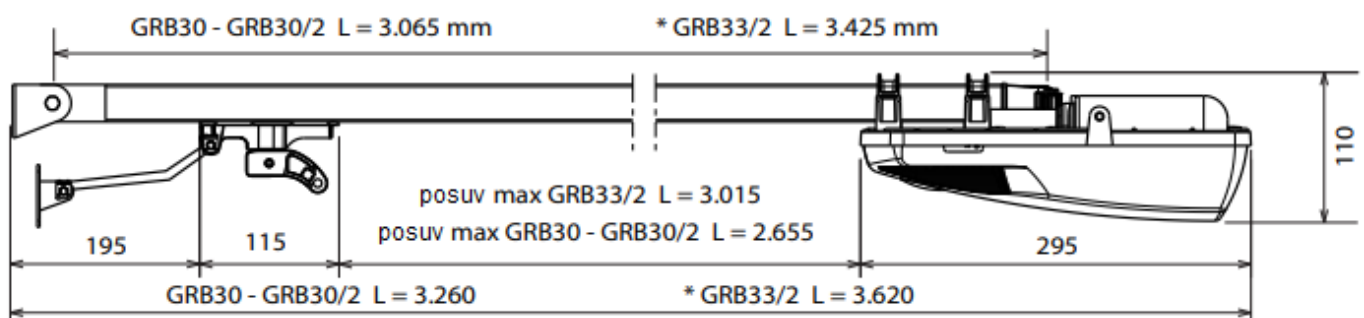 GRB30 - GRB30/2 L = 3.065 mm * GRB33/2 L = 3.425 mm
110
posuv max GRB33/2 L = 3.015
posuv max GRB30 - GRB30/2 L = 2.655
195 115 295
GRB30 - GRB30/2 L = 3.260 * GRB33/2 L = 3.620